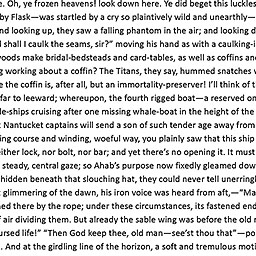 e. Oh, ye frozen heavens! look down here. Ye did beget this luckles
by Flask—was startled by a cry so plaintively wild and unearthly—
nd looking up, they saw a falling phantom in the air; and looking d
l shall I caulk the seams, sir?” moving his hand as with a caulking-i
voods make bridal-bedsteads and card-tables, as well as coffins an
g working about a coffin? The Titans, they say, hummed snatches v
e the coffin is, after all, but an immortality-preserver! I’ll think of t
far to leeward; whereupon, the fourth rigged boat—a reserved on
le-ships cruising after one missing whale-boat in the height of the
t Nantucket captains will send a son of such tender age away from
ing course and winding, woeful way, you plainly saw that this ship
either lock, nor bolt, nor bar; and yet there’s no opening it. It must
steady, central gaze; so Ahab’s purpose now fixedly gleamed dow
hidden beneath that slouching hat, they could never tell unerringl
t glimmering of the dawn, his iron voice was heard from aft,—“Ma
ned there by the rope; under these circumstances, its fastened end
f air dividing them. But already the sable wing was before the old r
ursed life!” “Then God keep thee, old man—see’st thou that"—po
. And at the girdling line of the horizon, a soft and tremulous moti